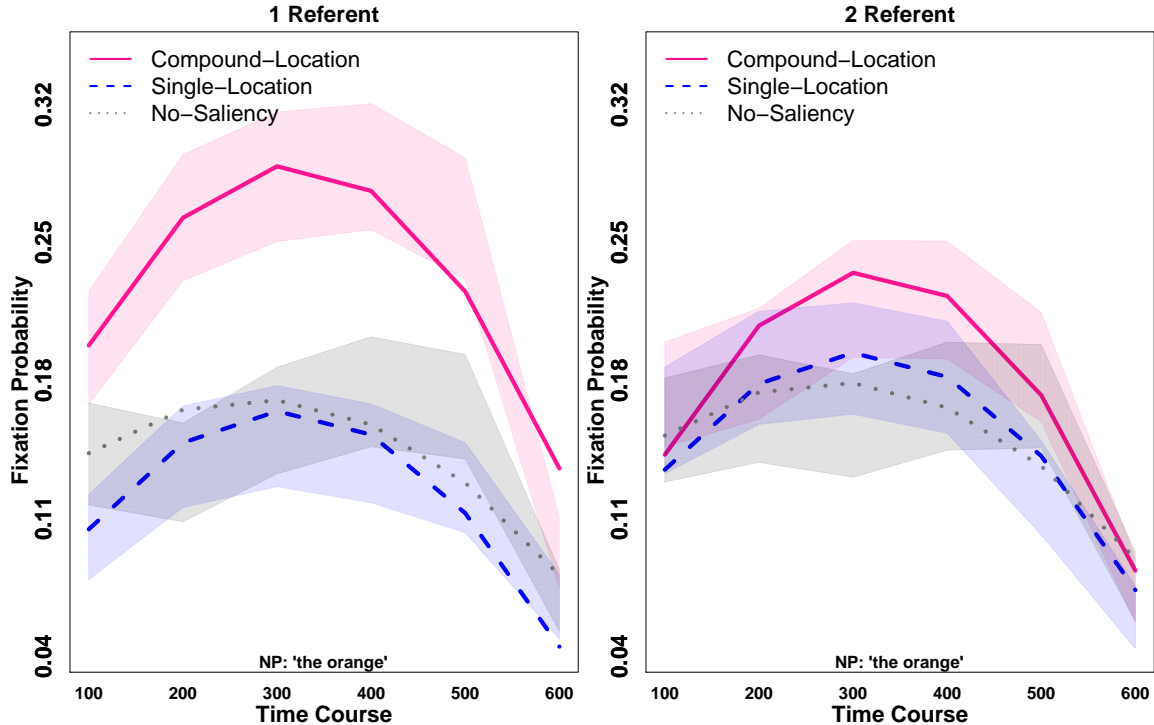 1 Referent
Compound−Location
Single−Location
No−Saliency
Fixation Probability
0.32
0.25
0.18
0.11
0.04
NP: 'the orange'
100 200 300 400 500 600
Time Course
2 Referent
Compound−Location
Single−Location
No−Saliency
Fixation Probability
0.32
0.25
0.18
0.11
0.04
NP: 'the orange'
100 200 300 400 500 600
Time Course